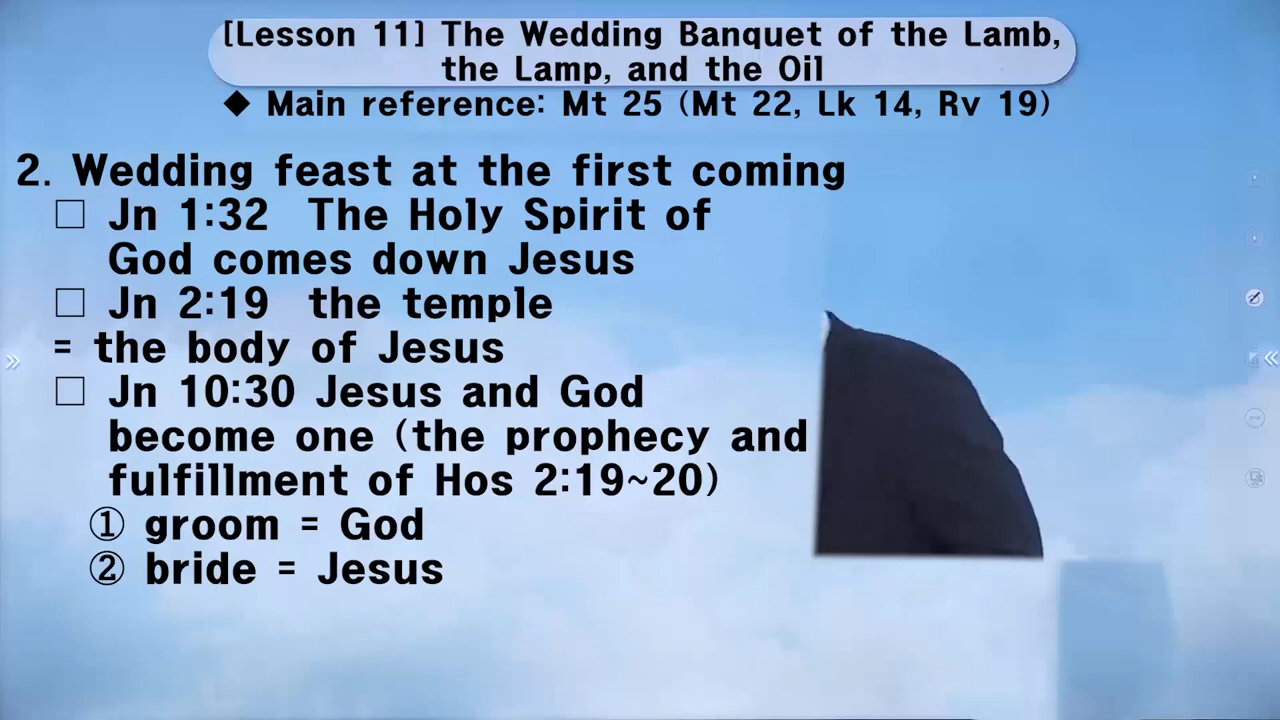 [Lesson 11] The Wedding Banquet of the Lamb,
the Lamp, and the Oil
◆ Main reference: Mt 25 (Mt 22, Lk 14, Rv 19)
2. Wedding feast at the first coming
□ Jn 1:32 The Holy Spirit of
God comes down Jesus
□ Jn 2:19 the temple
= the body of Jesus
□ Jn 10:30 Jesus and God
become one (the prophecy and
fulfillment of Hos 2:19~20)
① groom = God
② bride = Jesus